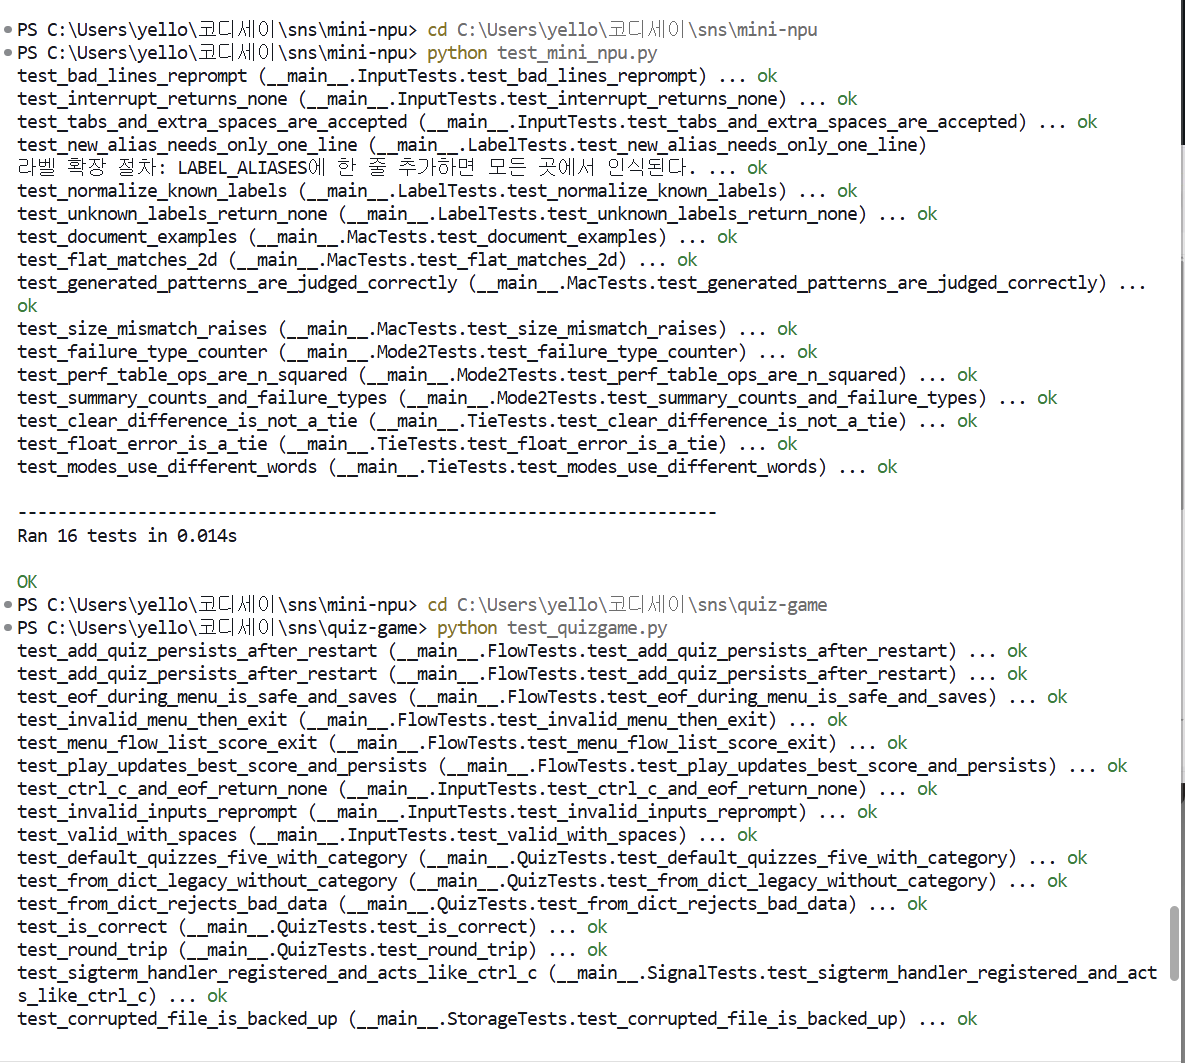 PS C:\Users\yello\코디세이\sns\mini-npu> cd C:\Users\yello\코디세이\sns\mini-npu
PS C:\Users\yello\코디세이\sns\mini-npu> python test_mini_npu.py
test_bad_lines_reprompt (__main__.InputTests.test_bad_lines_reprompt) ... ok
test_interrupt_returns_none (__main__.InputTests.test_interrupt_returns_none) ... ok
test_tabs_and_extra_spaces_are_accepted (__main__.InputTests.test_tabs_and_extra_spaces_are_accepted) ... ok
test_new_alias_needs_only_one_line (__main__.LabelTests.test_new_alias_needs_only_one_line)
라벨 확장 절차: LABEL_ALIASES에 한 줄 추가하면 모든 곳에서 인식된다. ... ok
test_normalize_known_labels (__main__.LabelTests.test_normalize_known_labels) ... ok
test_unknown_labels_return_none (__main__.LabelTests.test_unknown_labels_return_none) ... ok
test_document_examples (__main__.MacTests.test_document_examples) ... ok
test_flat_matches_2d (__main__.MacTests.test_flat_matches_2d) ... ok
test_generated_patterns_are_judged_correctly (__main__.MacTests.test_generated_patterns_are_judged_correctly) ...
ok
test_size_mismatch_raises (__main__.MacTests.test_size_mismatch_raises) ... ok
test_failure_type_counter (__main__.Mode2Tests.test_failure_type_counter) ... ok
test_perf_table_ops_are_n_squared (__main__.Mode2Tests.test_perf_table_ops_are_n_squared) ... ok
test_summary_counts_and_failure_types (__main__.Mode2Tests.test_summary_counts_and_failure_types) ... ok
test_clear_difference_is_not_a_tie (__main__.TieTests.test_clear_difference_is_not_a_tie) ... ok
test_float_error_is_a_tie (__main__.TieTests.test_float_error_is_a_tie) ... ok
test_modes_use_different_words (__main__.TieTests.test_modes_use_different_words) ... ok
----------------------------------------------------------------------
Ran 16 tests in 0.014s
OK
PS C:\Users\yello\코디세이\sns\mini-npu> cd C:\Users\yello\코디세이\sns\quiz-game
PS C:\Users\yello\코디세이\sns\quiz-game> python test_quizgame.py
test_add_quiz_persists_after_restart (__main__.FlowTests.test_add_quiz_persists_after_restart) ... ok
test_add_quiz_persists_after_restart (__main__.FlowTests.test_add_quiz_persists_after_restart) ... ok
test_eof_during_menu_is_safe_and_saves (__main__.FlowTests.test_eof_during_menu_is_safe_and_saves) ... ok
test_invalid_menu_then_exit (__main__.FlowTests.test_invalid_menu_then_exit) ... ok
test_menu_flow_list_score_exit (__main__.FlowTests.test_menu_flow_list_score_exit) ... ok
test_play_updates_best_score_and_persists (__main__.FlowTests.test_play_updates_best_score_and_persists) ... ok
test_ctrl_c_and_eof_return_none (__main__.InputTests.test_ctrl_c_and_eof_return_none) ... ok
test_invalid_inputs_reprompt (__main__.InputTests.test_invalid_inputs_reprompt) ... ok
test_valid_with_spaces (__main__.InputTests.test_valid_with_spaces) ... ok
test_default_quizzes_five_with_category (__main__.QuizTests.test_default_quizzes_five_with_category) ... ok
test_from_dict_legacy_without_category (__main__.QuizTests.test_from_dict_legacy_without_category) ... ok
test_from_dict_rejects_bad_data (__main__.QuizTests.test_from_dict_rejects_bad_data) ... ok
test_is_correct (__main__.QuizTests.test_is_correct) ... ok
test_round_trip (__main__.QuizTests.test_round_trip) ... ok
test_sigterm_handler_registered_and_acts_like_ctrl_c (__main__.SignalTests.test_sigterm_handler_registered_and_act
s_like_ctrl_c) ... ok
test_corrupted_file_is_backed_up (__main__.StorageTests.test_corrupted_file_is_backed_up) ... ok